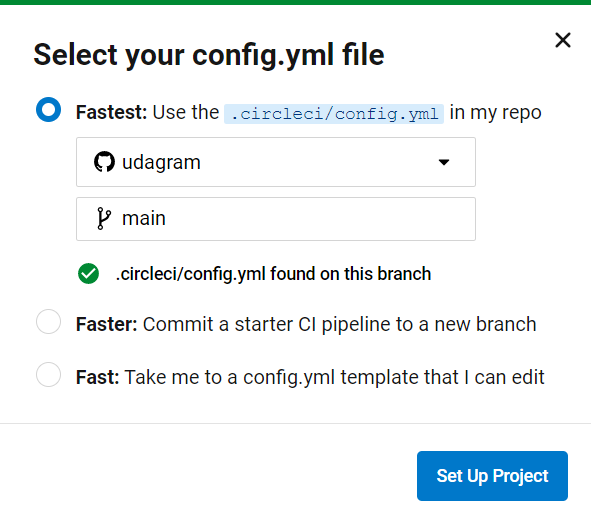 Select your config.yml file
Fastest: Use the .circleci/config.yml in my repo
udagram
main
.circleci/config.yml found on this branch
Faster: Commit a starter CI pipeline to a new branch
Fast: Take me to a config.yml template that I can edit
Set Up Project